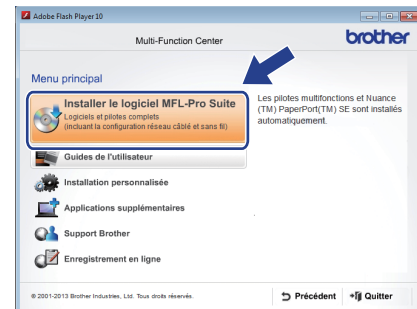 Adobe Flash Player 10
Multi-Function Center
brother
Menu principal
Installer le logiciel MFL-Pro Suite
Logiciels et pilotes complets
(incluant la configuration réseau câblé et sans fil)
Les pilotes multifonctions et Nuance
(TM) PaperPort(TM) SE sont installés
automatiquement.
Guides de l'utilisateur
Installation personnalisée
Applications supplémentaires
Support Brother
Enregistrement en ligne
© 2001-2013 Brother Industries, Ltd. Tous droits réservés.
Précédent
Quitter